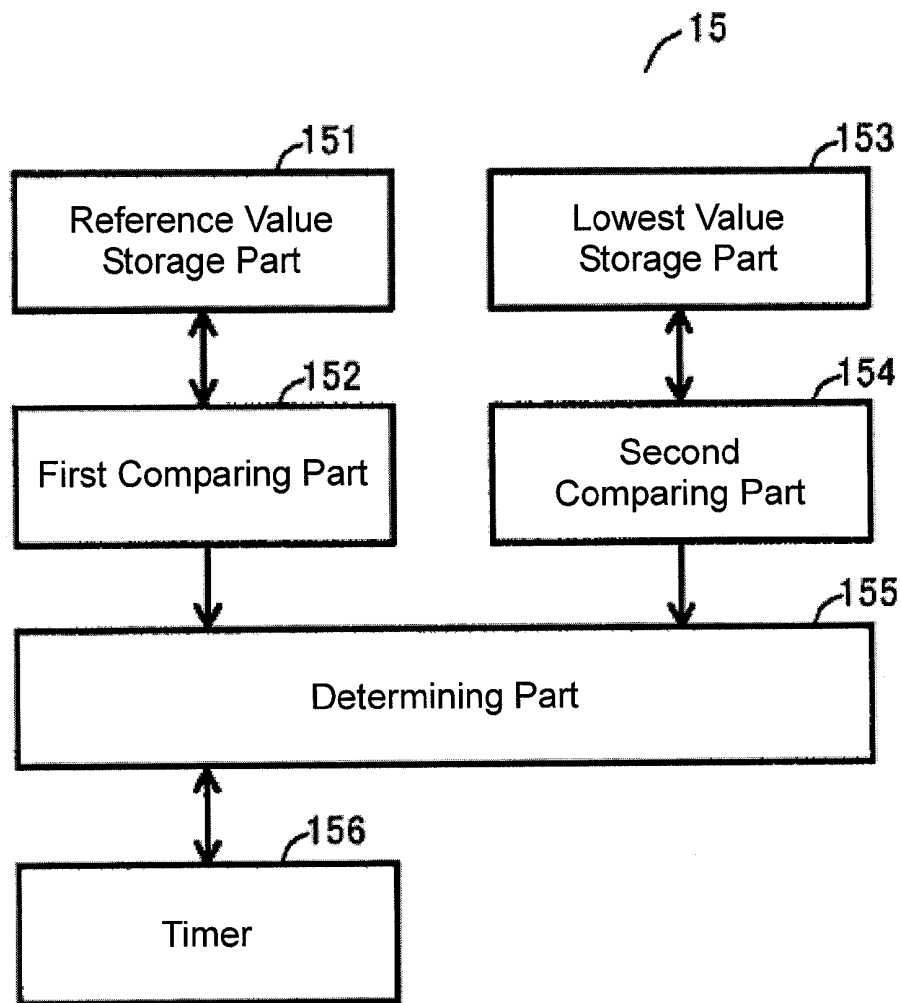 15
151
153
Reference Value
Storage Part
Lowest Value
Storage Part
152
154
First Comparing Part
Second
Comparing Part
155
Determining Part
156
Timer